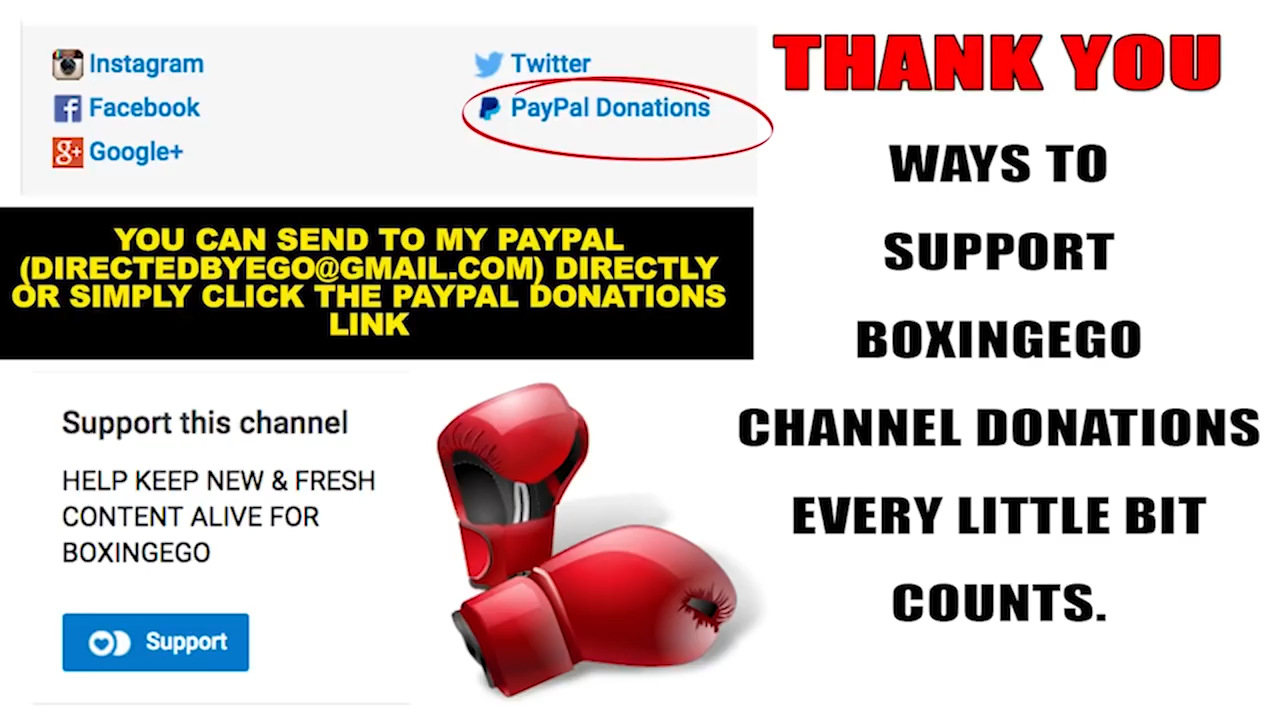 Instagram
Twitter
Facebook
PayPal Donations
Google+
YOU CAN SEND TO MY PAYPAL
(DIRECTEDBYEGO@GMAIL.COM) DIRECTLY
OR SIMPLY CLICK THE PAYPAL DONATIONS
LINK
Support this channel
HELP KEEP NEW & FRESH
CONTENT ALIVE FOR
BOXINGEGO
Support
THANK YOU
WAYS TO
SUPPORT
BOXINGEGO
CHANNEL DONATIONS
EVERY LITTLE BIT
COUNTS.